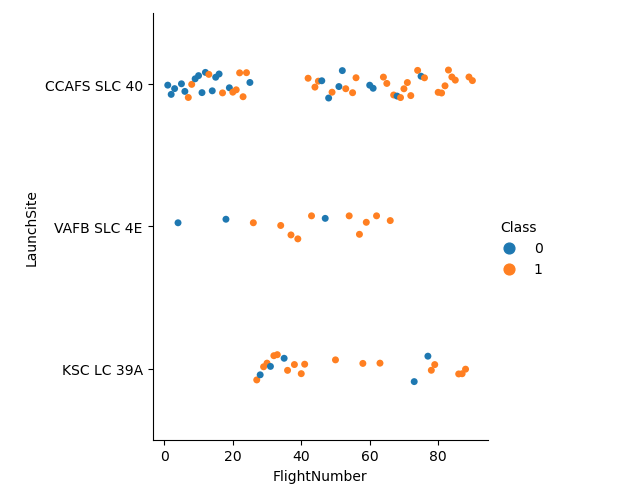 CCAFS SLC 40
VAFB SLC 4E
KSC LC 39A
LaunchSite
0 20 40 60 80
FlightNumber
Class
0
1